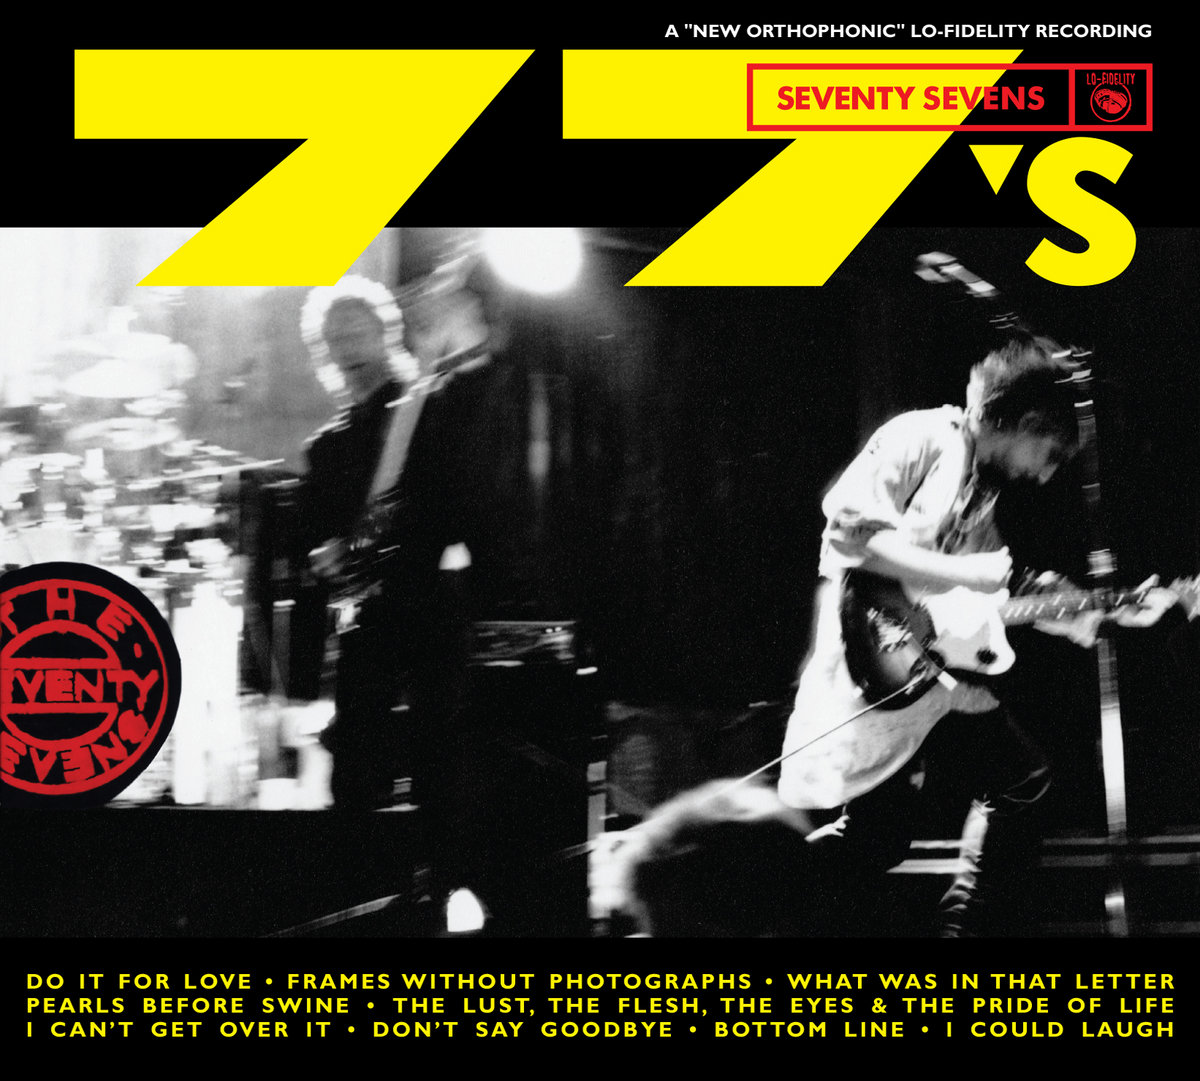 A "NEW ORTHOPHONIC" LO-FIDELITY RECORDING
77's
SEVENTY SEVENS
LO-FIDELITY
THE
VENTY
EVENS
DO IT FOR LOVE • FRAMES WITHOUT PHOTOGRAPHS • WHAT WAS IN THAT LETTER
PEARLS BEFORE SWINE • THE LUST, THE FLESH, THE EYES & THE PRIDE OF LIFE
I CAN'T GET OVER IT • DON'T SAY GOODBYE • BOTTOM LINE • I COULD LAUGH